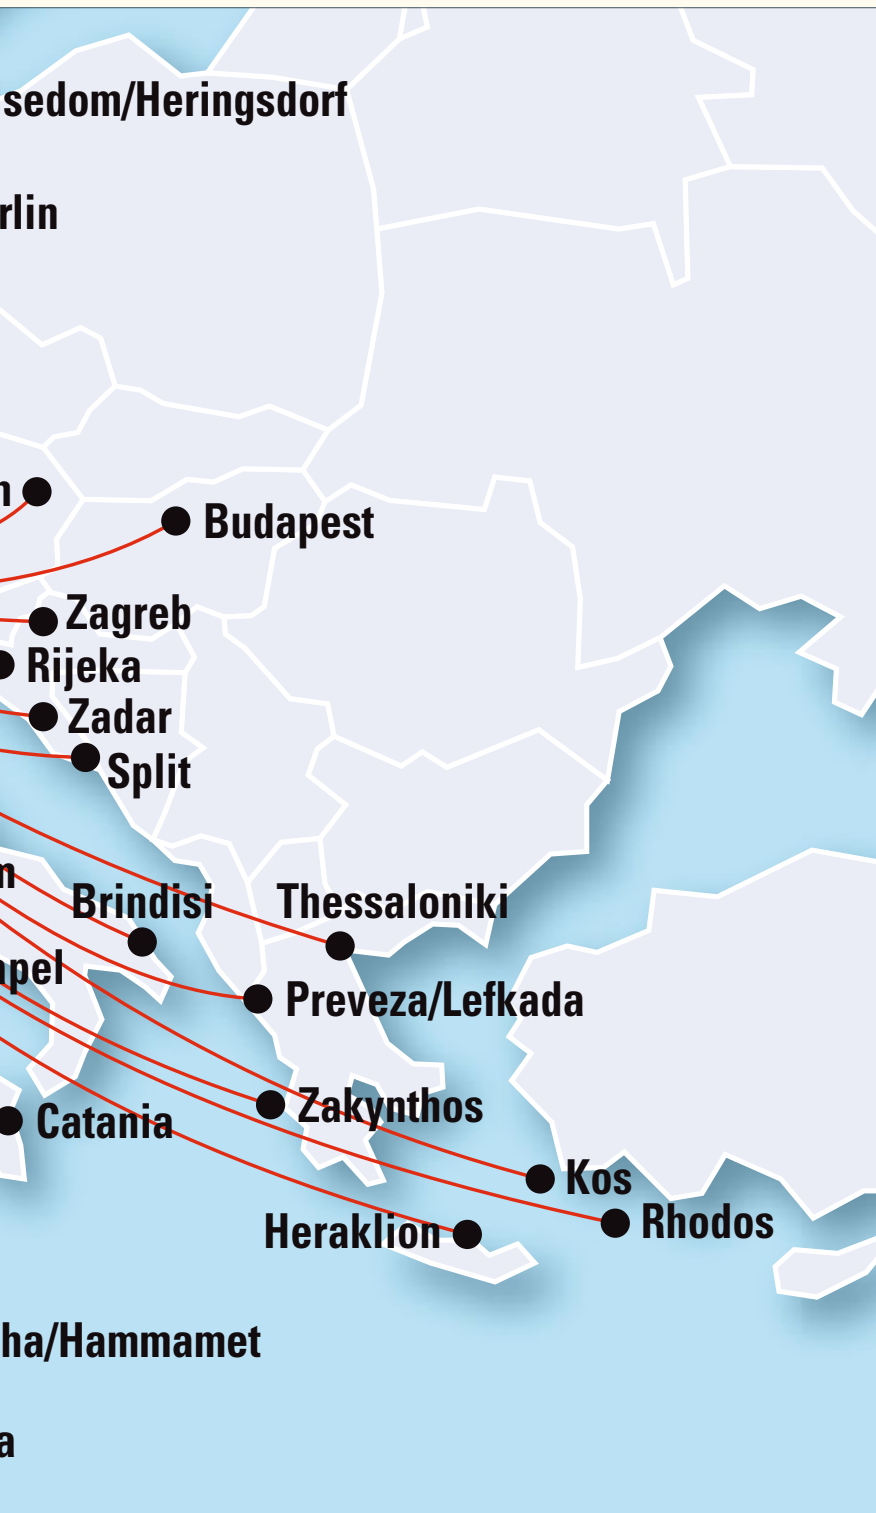 sedom/Heringsdorf
rlin
n
Budapest
Zagreb
Rijeka
Zadar
Split
n
Brindisi
Thessaloniki
apel
Preveza/Lefkada
Zakynthos
Catania
Kos
Rhodos
Heraklion
ha/Hammamet
a